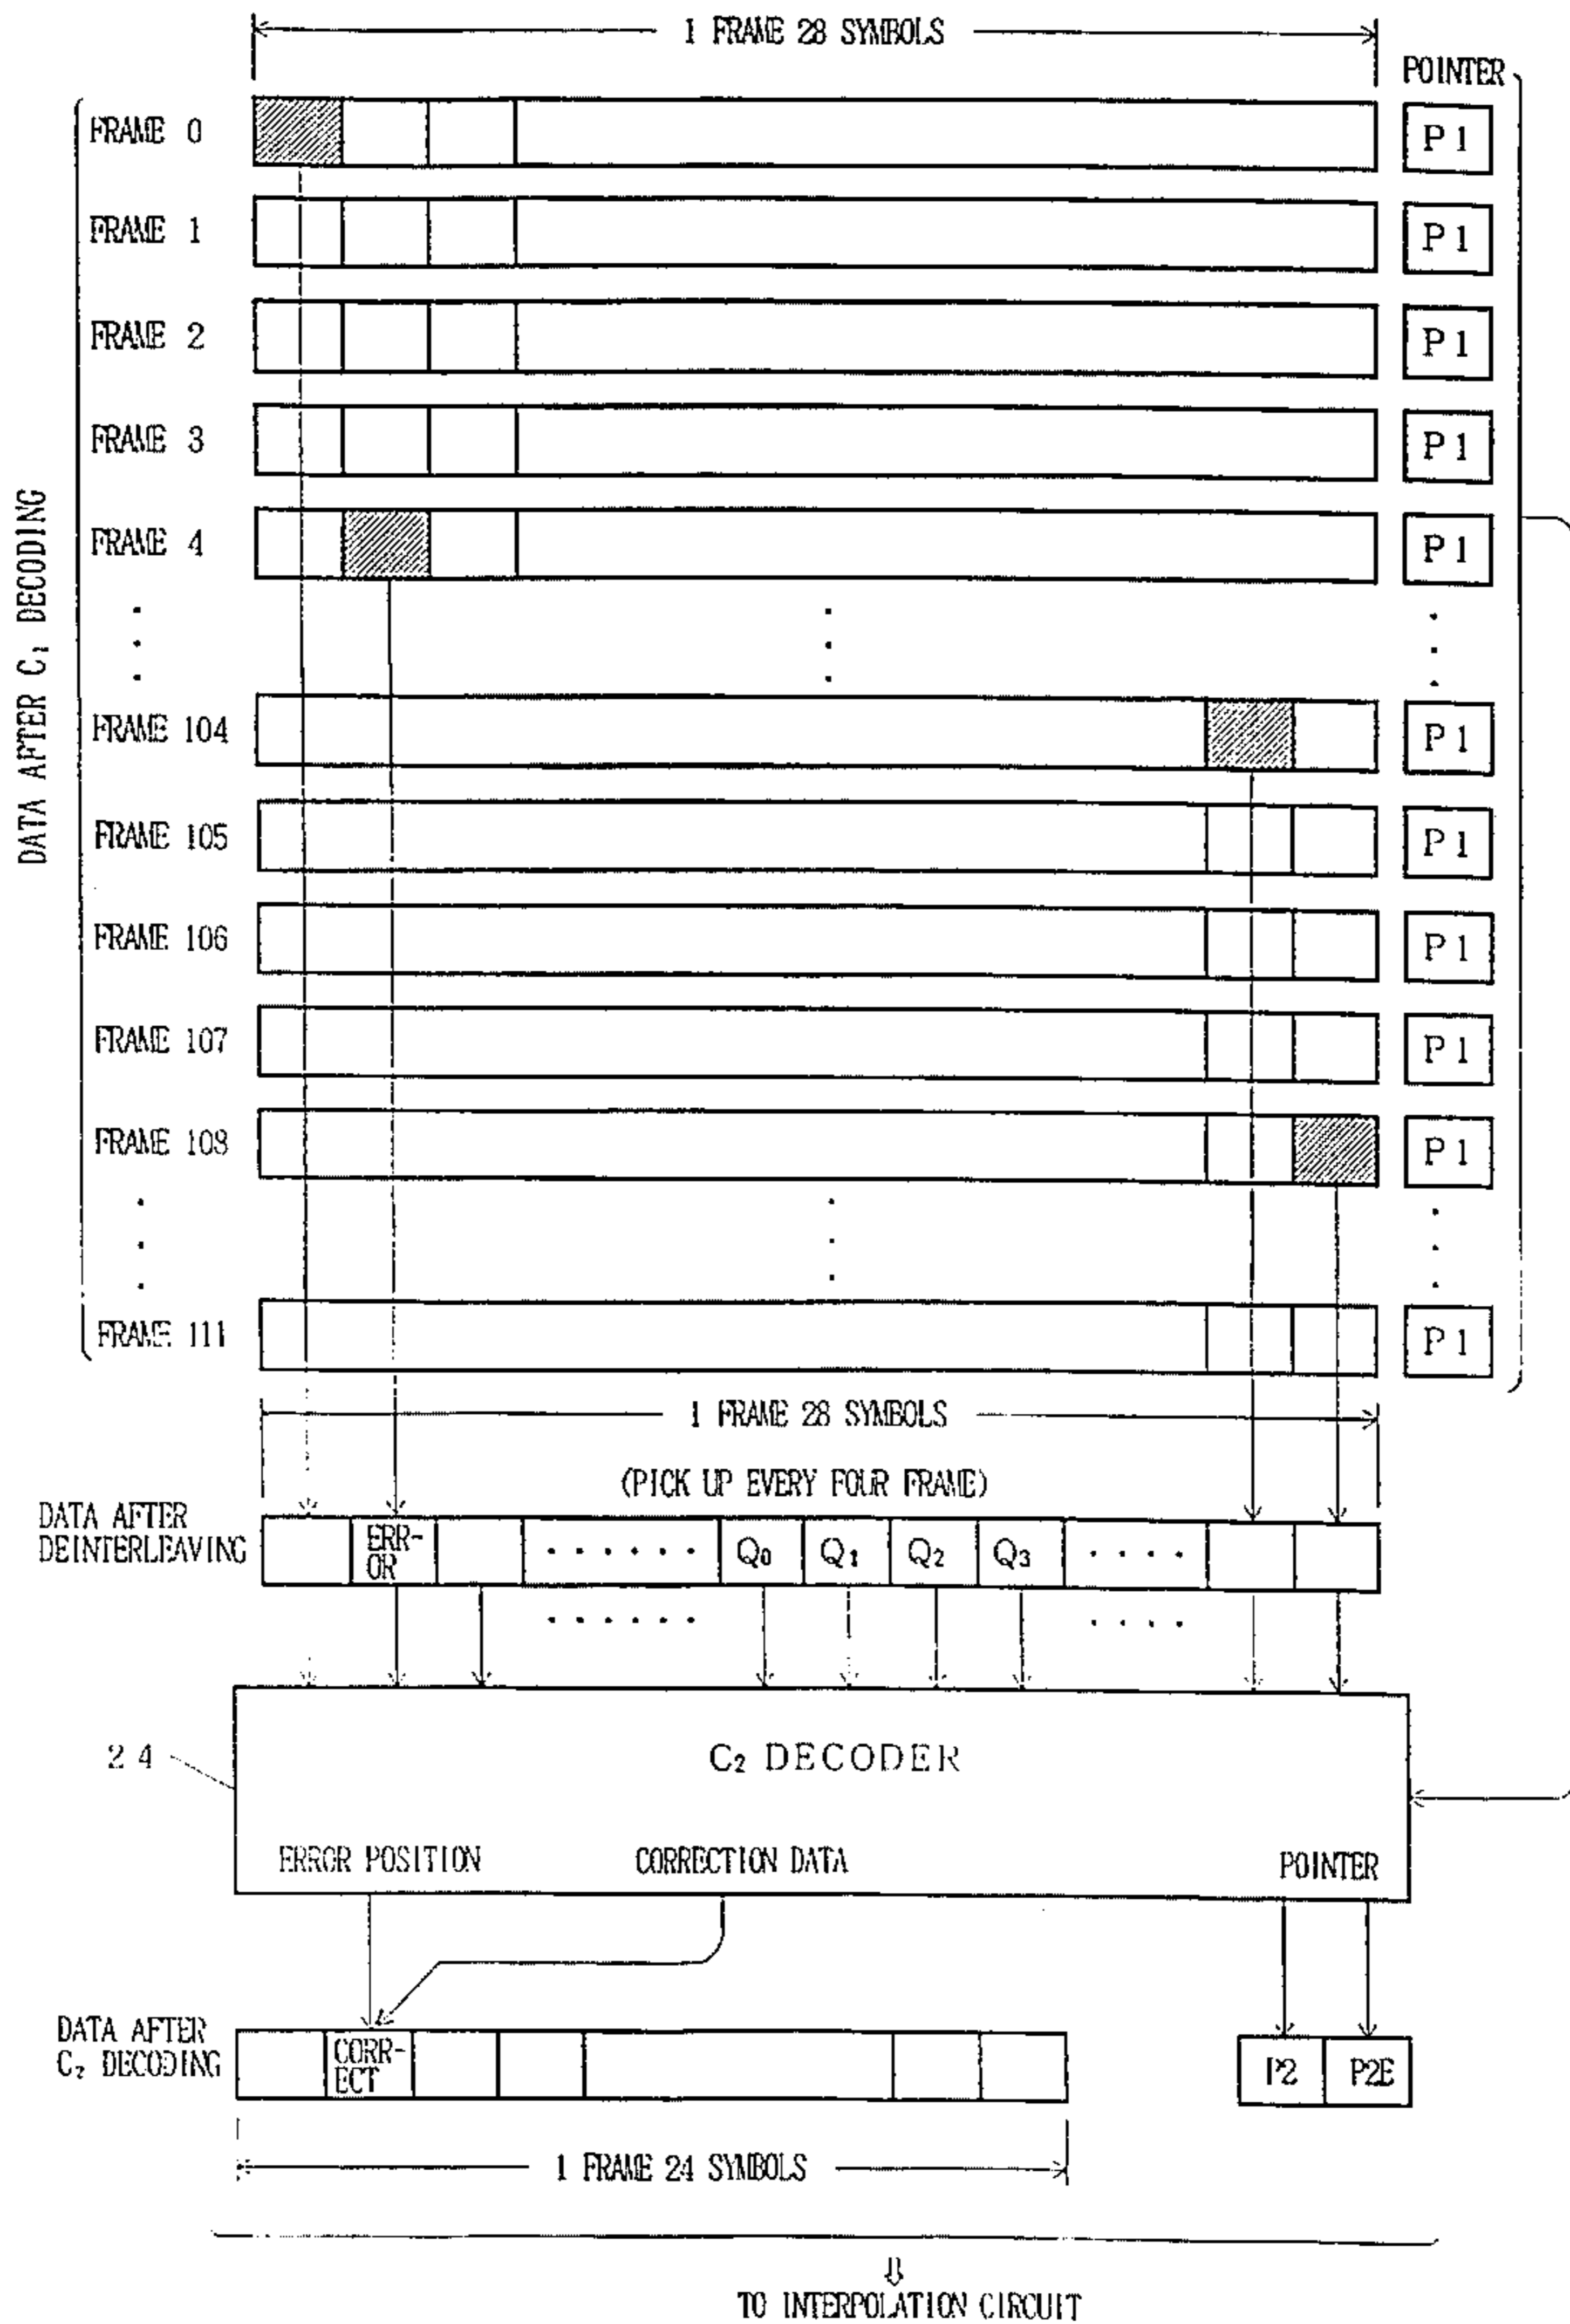 1 FRAME 28 SYMBOLS
POINTER
FRAME 0
P1
FRAME 1
P1
FRAME 2
P1
FRAME 3
P1
FRAME 4
P1
DATA AFTER C₁ DECODING
FRAME 104
P1
FRAME 105
P1
FRAME 106
P1
FRAME 107
P1
FRAME 108
P1
FRAME 111
P1
1 FRAME 28 SYMBOLS
(PICK UP EVERY FOUR FRAME)
DATA AFTER
DEINTERLEAVING
ERR-
OR
Q₀ Q₁ Q₂ Q₃
24
C₂ DECODER
ERROR POSITION
CORRECTION DATA
POINTER
DATA AFTER
C₂ DECODING
CORR-
ECT
P2 P2E
1 FRAME 24 SYMBOLS
TO INTERPOLATION CIRCUIT